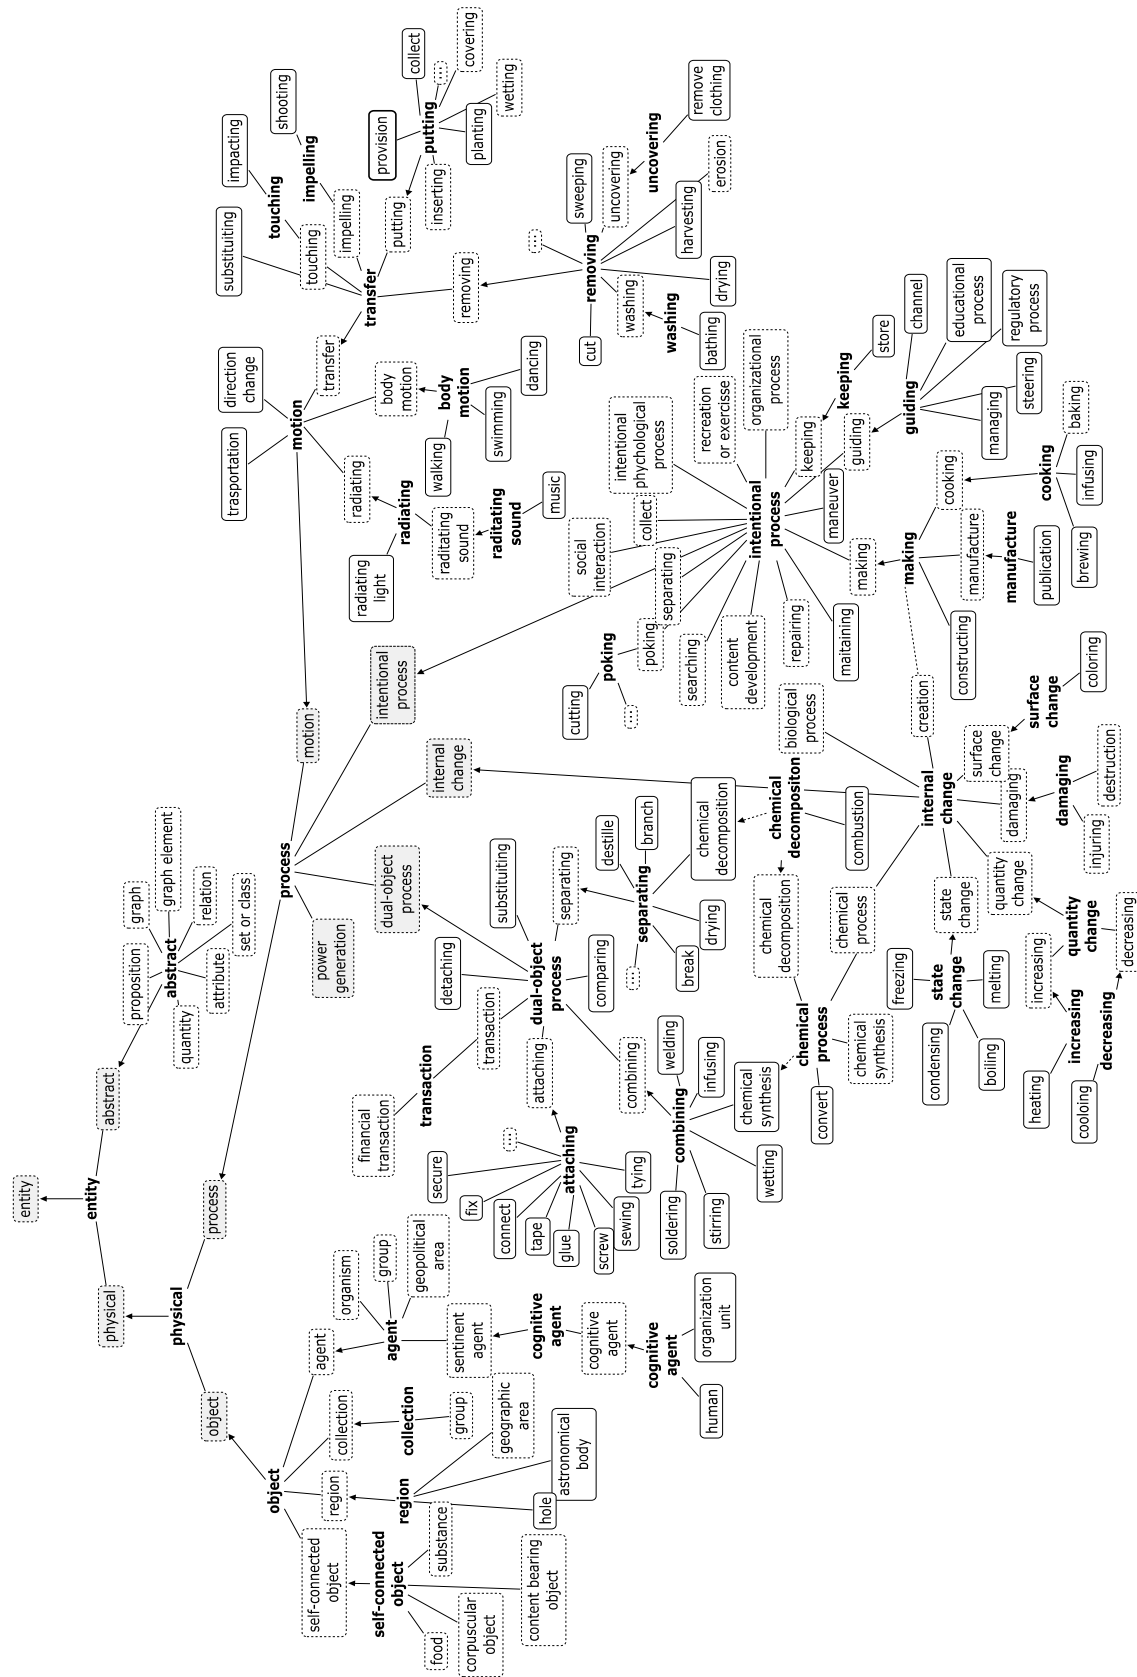 entity
entity
physical
abstract
physical
process
object
abstract
proposition
graph
graph element
relation
set or class
attribute
quantity
object
self-connected
object
region
collection
agent
self-connected
object
food
corpuscular
object
content bearing
object
substance
region
hole
astronomical
body
geographic
area
collection
group
agent
organism
group
geopolitical
area
sentinent
agent
cognitive
agent
cognitive
agent
cognitive
agent
human
organization
unit
process
power
generation
dual-object
process
internal
change
intentional
process
motion
dual-object
process
detaching
substituiting
transaction
transaction
financial
transaction
attaching
combining
comparing
separating
attaching
...
secure
fix
connect
tape
glue
screw
sewing
tying
combining
welding
infusing
chemical
synthesis
wetting
stirring
soldering
separating
destille
branch
chemical
decomposition
drying
break
...
chemical
decompositon
combustion
chemical
decomposition
chemical
process
convert
chemical
synthesis
chemical
process
internal
change
biological
process
creation
surface
change
surface
change
coloring
damaging
damaging
injuring
destruction
quantity
change
quantity
change
increasing
increasing
heating
decreasing
decreasing
cooloing
state
change
state
change
freezing
condensing
boiling
melting
motion
trasportation
direction
change
transfer
body
motion
radiating
body
motion
walking
swimming
dancing
radiating
radiating
light
raditating
sound
raditating
sound
music
transfer
substituiting
touching
touching
impacting
impelling
impelling
shooting
putting
removing
putting
provision
collect
...
covering
wetting
planting
inserting
removing
...
sweeping
uncovering
uncovering
remove
clothing
erosion
harvesting
drying
washing
washing
bathing
cut
intentional
process
social
interaction
collect
intentional
phychological
process
recreation
or exercisse
organizational
process
keeping
keeping
store
guiding
guiding
channel
educational
process
regulatory
process
steering
managing
maneuver
making
making
cooking
cooking
baking
infusing
brewing
manufacture
manufacture
publication
constructing
maitaining
repairing
content
development
searching
poking
poking
cutting
...
separating